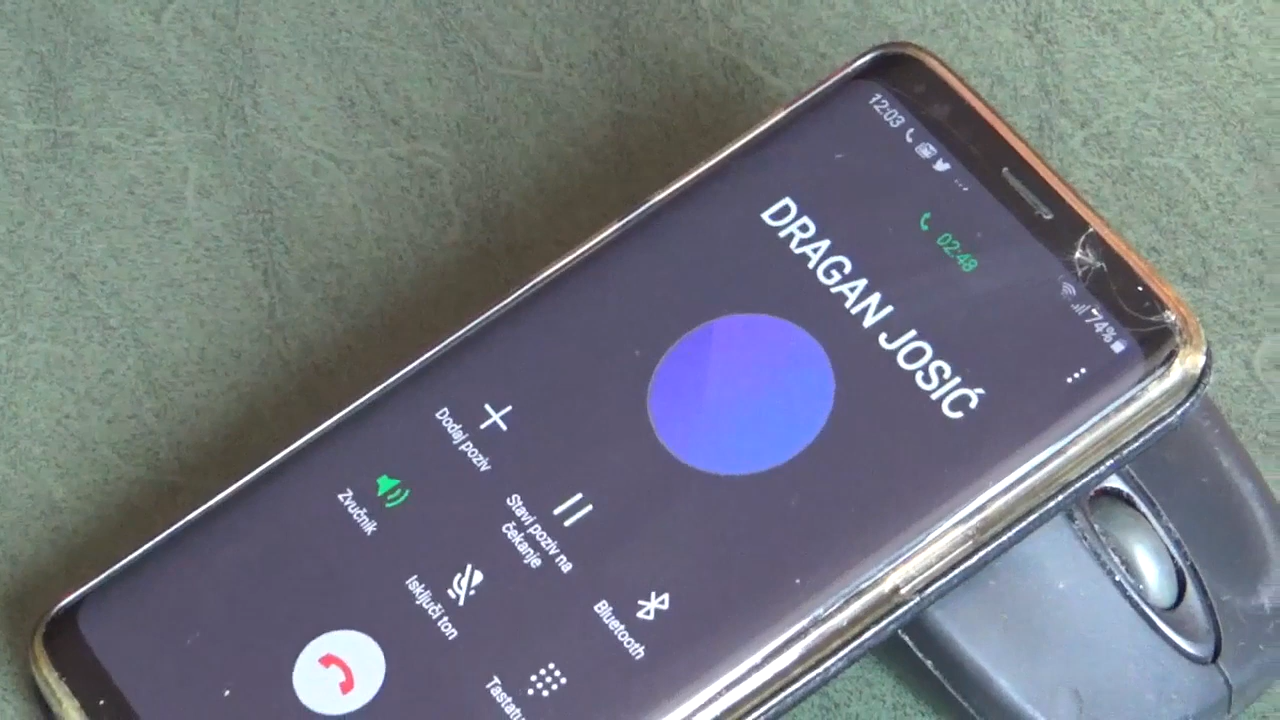 12:03
74%
02:48
DRAGAN JOSIĆ
Dodaj poziv
Stavi poziv na
čekanje
Bluetooth
Zvučnik
Isključi ton